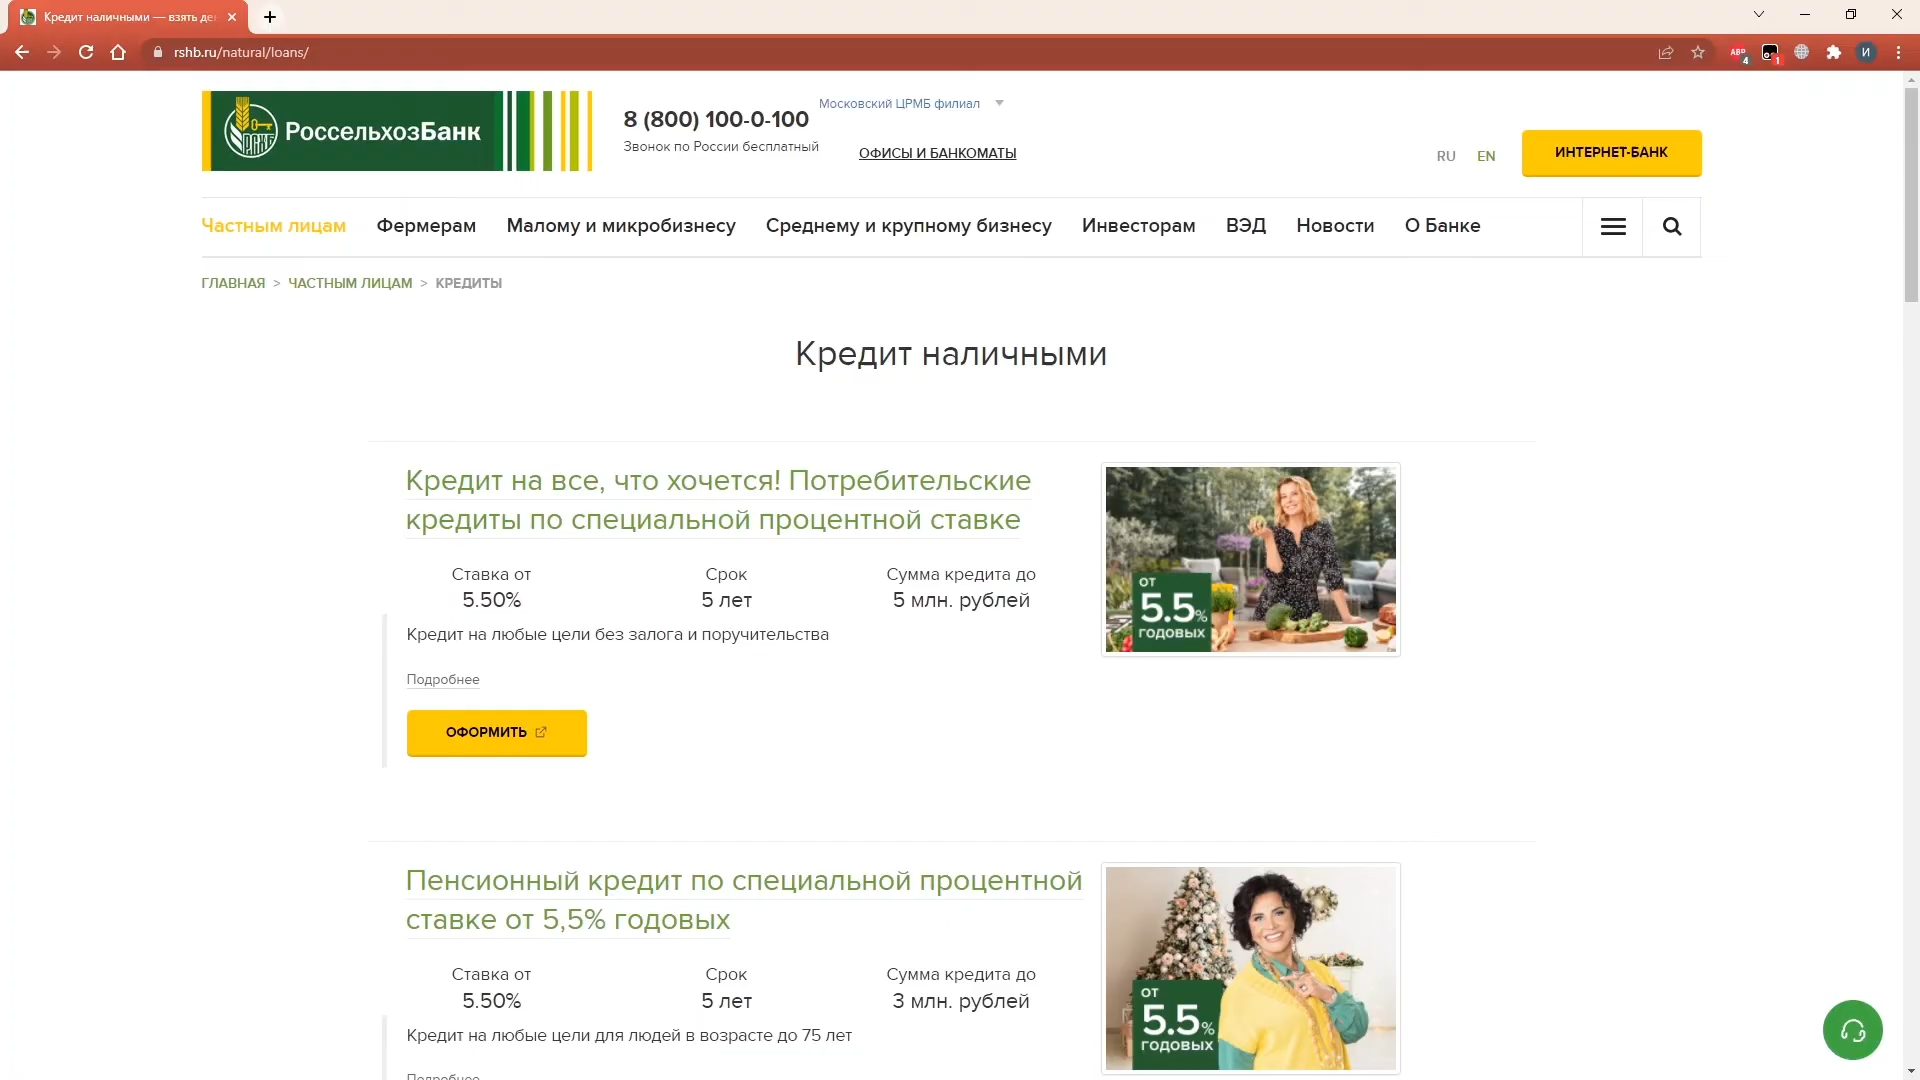 Кредит наличными — взять де
rshb.ru/natural/loans/
ABP
4
1
И
РСХБ
РоссельхозБанк
8 (800) 100-0-100
Звонок по России бесплатный
Московский ЦРМБ филиал
ОФИСЫ И БАНКОМАТЫ
RU
EN
ИНТЕРНЕТ-БАНК
Частным лицам
Фермерам
Малому и микробизнесу
Среднему и крупному бизнесу
Инвесторам
ВЭД
Новости
О Банке
ГЛАВНАЯ > ЧАСТНЫМ ЛИЦАМ > КРЕДИТЫ
Кредит наличными
Кредит на все, что хочется! Потребительские
кредиты по специальной процентной ставке
Ставка от
5.50%
Срок
5 лет
Сумма кредита до
5 млн. рублей
Кредит на любые цели без залога и поручительства
Подробнее
ОФОРМИТЬ
ОТ
5.5%
ГОДОВЫХ
Пенсионный кредит по специальной процентной
ставке от 5,5% годовых
Ставка от
5.50%
Срок
5 лет
Сумма кредита до
3 млн. рублей
Кредит на любые цели для людей в возрасте до 75 лет
Подробнее
ОТ
5.5%
ГОДОВЫХ